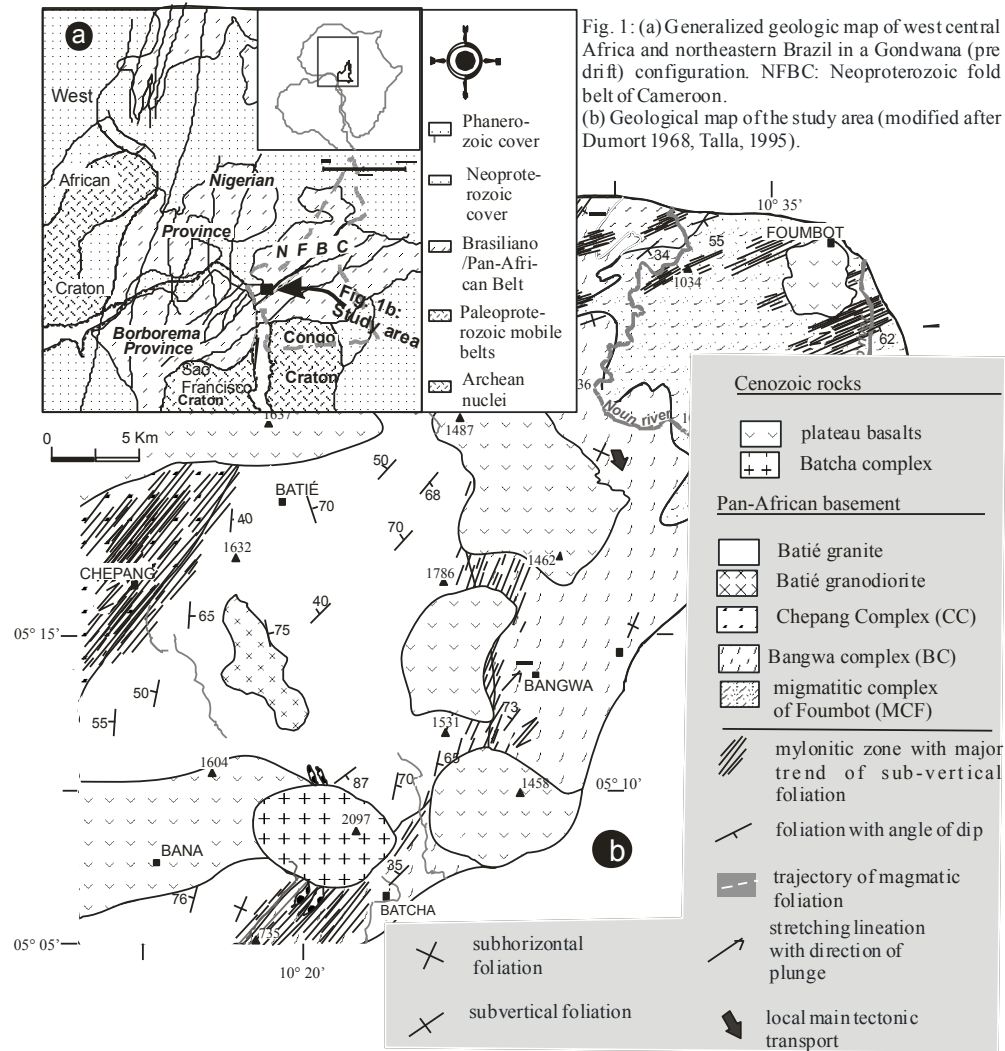 Fig. 1: (a) Generalized geologic map of west central
Africa and northeastern Brazil in a Gondwana (pre
drift) configuration. NFBC: Neoproterozoic fold
belt of Cameroon.
(b) Geological map of the study area (modified after
Dumort 1968, Talla, 1995).
a
West
African
Craton
Nigerian
Province
N F B C
Fig. 1b:
Study area
Borborema
Province
Congo
Craton
Sao
Francisco
Craton
Phanero-
zoic cover
Neoprote-
rozoic
cover
Brasiliano
/Pan-Afri-
can Belt
Paleoprote-
rozoic mobile
belts
Archean
nuclei
10° 35'
FOUMBOT
55
34
1034
62
36
Noun river
0 5 Km
1637
1487
50
68
BATIÉ
70
40
70
1632
1462
1786
CHEPANG
40
65
75
05° 15'
BANGWA
50
73
55
1531
65
1604
87
70
1458
05° 10'
2097
BANA
35
76
BATCHA
735
05° 05'
10° 20'
b
Cenozoic rocks
plateau basalts
Batcha complex
Pan-African basement
Batié granite
Batié granodiorite
Chepang Complex (CC)
Bangwa complex (BC)
migmatitic complex
of Foumbot (MCF)
mylonitic zone with major
trend of sub-vertical
foliation
foliation with angle of dip
trajectory of magmatic
foliation
stretching lineation
with direction of
plunge
local main tectonic
transport
subhorizontal
foliation
subvertical foliation